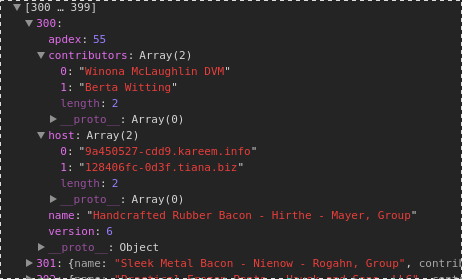 ▼[300 … 399]
▼300:
apdex: 55
▼contributors: Array(2)
0: "Winona McLaughlin DVM"
1: "Berta Witting"
length: 2
▶__proto__: Array(0)
▼host: Array(2)
0: "9a450527-cdd9.kareem.info"
1: "128406fc-0d3f.tiana.biz"
length: 2
▶__proto__: Array(0)
name: "Handcrafted Rubber Bacon - Hirthe - Mayer, Group"
version: 6
▶__proto__: Object
▶301: {name: "Sleek Metal Bacon - Nienow - Rogahn, Group", contri